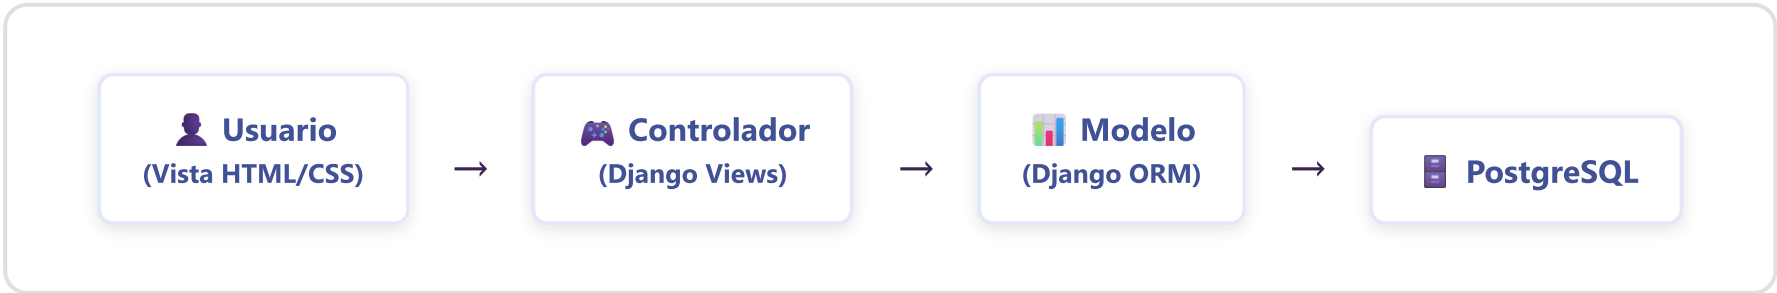 Usuario
(Vista HTML/CSS)
→
Controlador
(Django Views)
→
Modelo
(Django ORM)
→
PostgreSQL